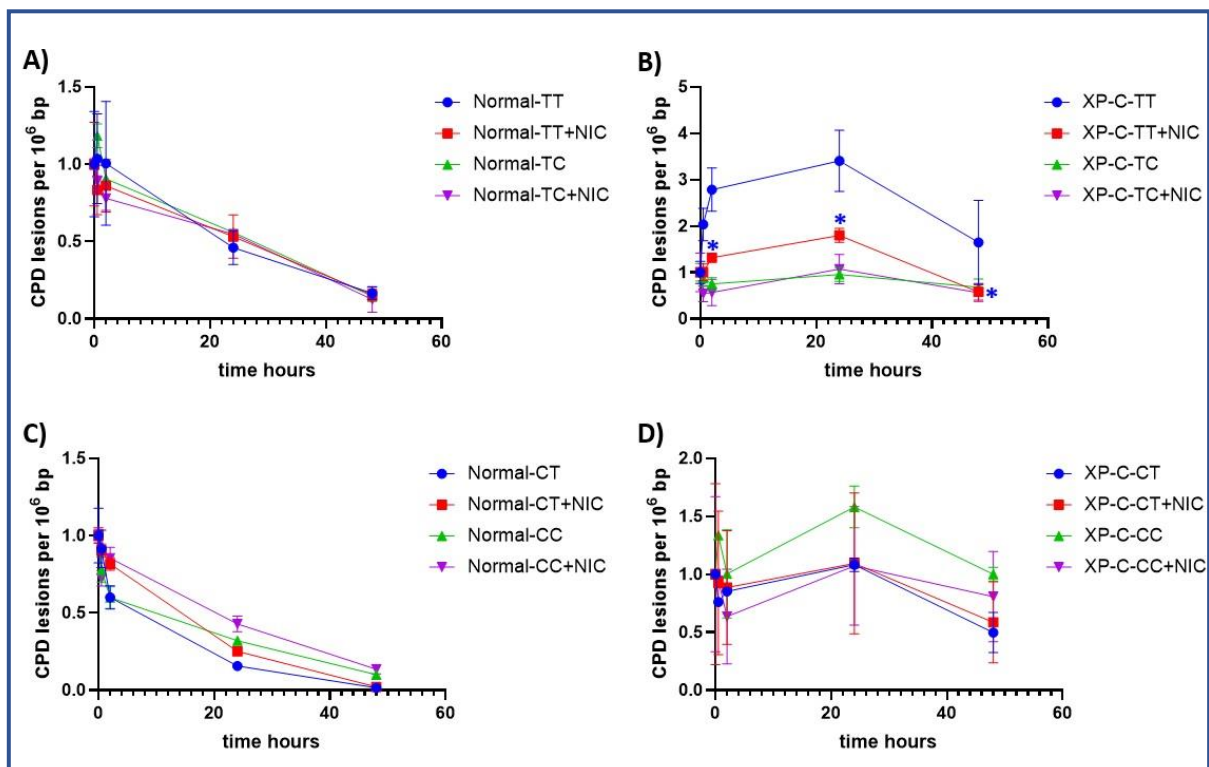 A)
CPD lesions per 10⁶ bp
1.5
1.0
0.5
0.0
0 20 40 60
time hours
Normal-TT
Normal-TT+NIC
Normal-TC
Normal-TC+NIC
B)
CPD lesions per 10⁶ bp
5
4
3
2
1
0
0 20 40 60
time hours
XP-C-TT
XP-C-TT+NIC
XP-C-TC
XP-C-TC+NIC
*
*
*
C)
CPD lesions per 10⁶ bp
1.5
1.0
0.5
0.0
0 20 40 60
time hours
Normal-CT
Normal-CT+NIC
Normal-CC
Normal-CC+NIC
D)
CPD lesions per 10⁶ bp
2.0
1.5
1.0
0.5
0.0
0 20 40 60
time hours
XP-C-CT
XP-C-CT+NIC
XP-C-CC
XP-C-CC+NIC